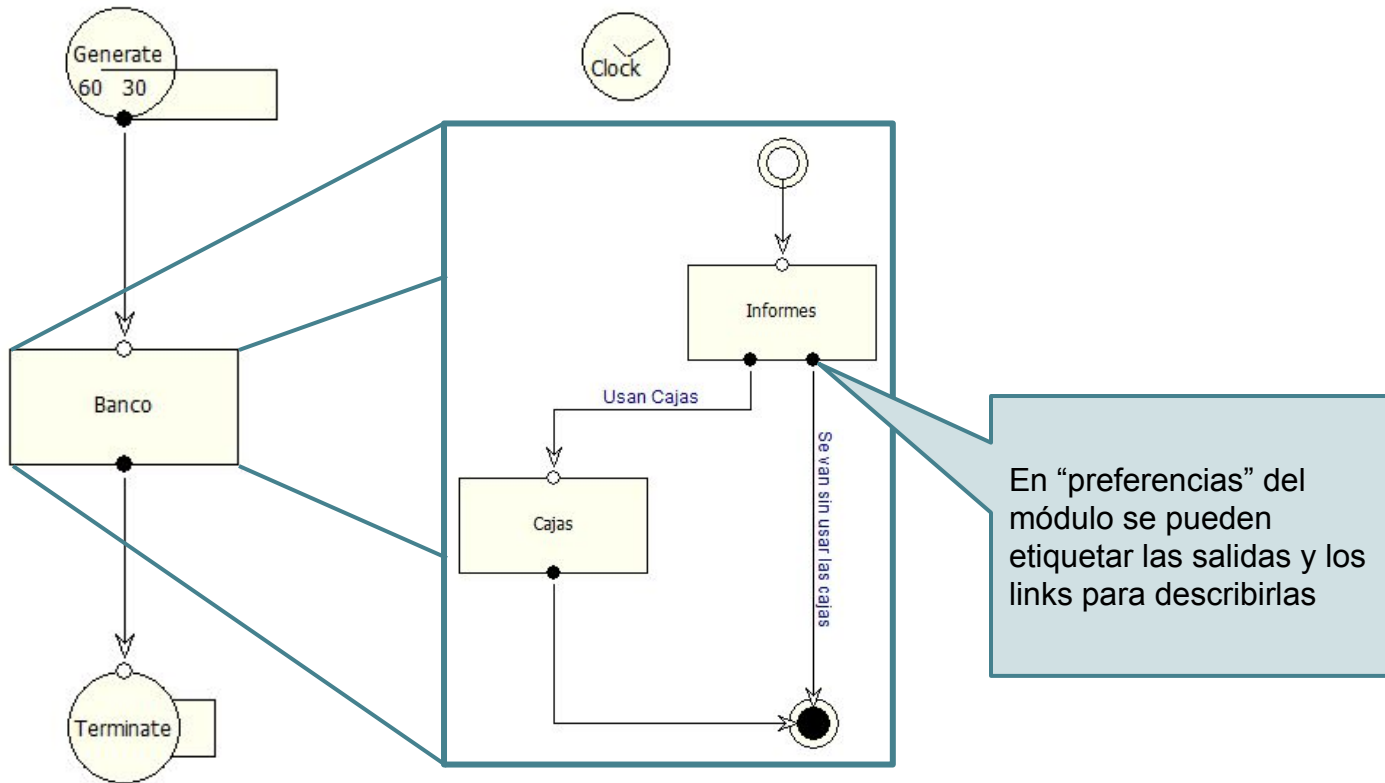 Generate
60 30
Clock
Informes
Usan Cajas
Se van sin usar las cajas
Banco
Cajas
Terminate
En “preferencias” del
módulo se pueden
etiquetar las salidas y los
links para describirlas